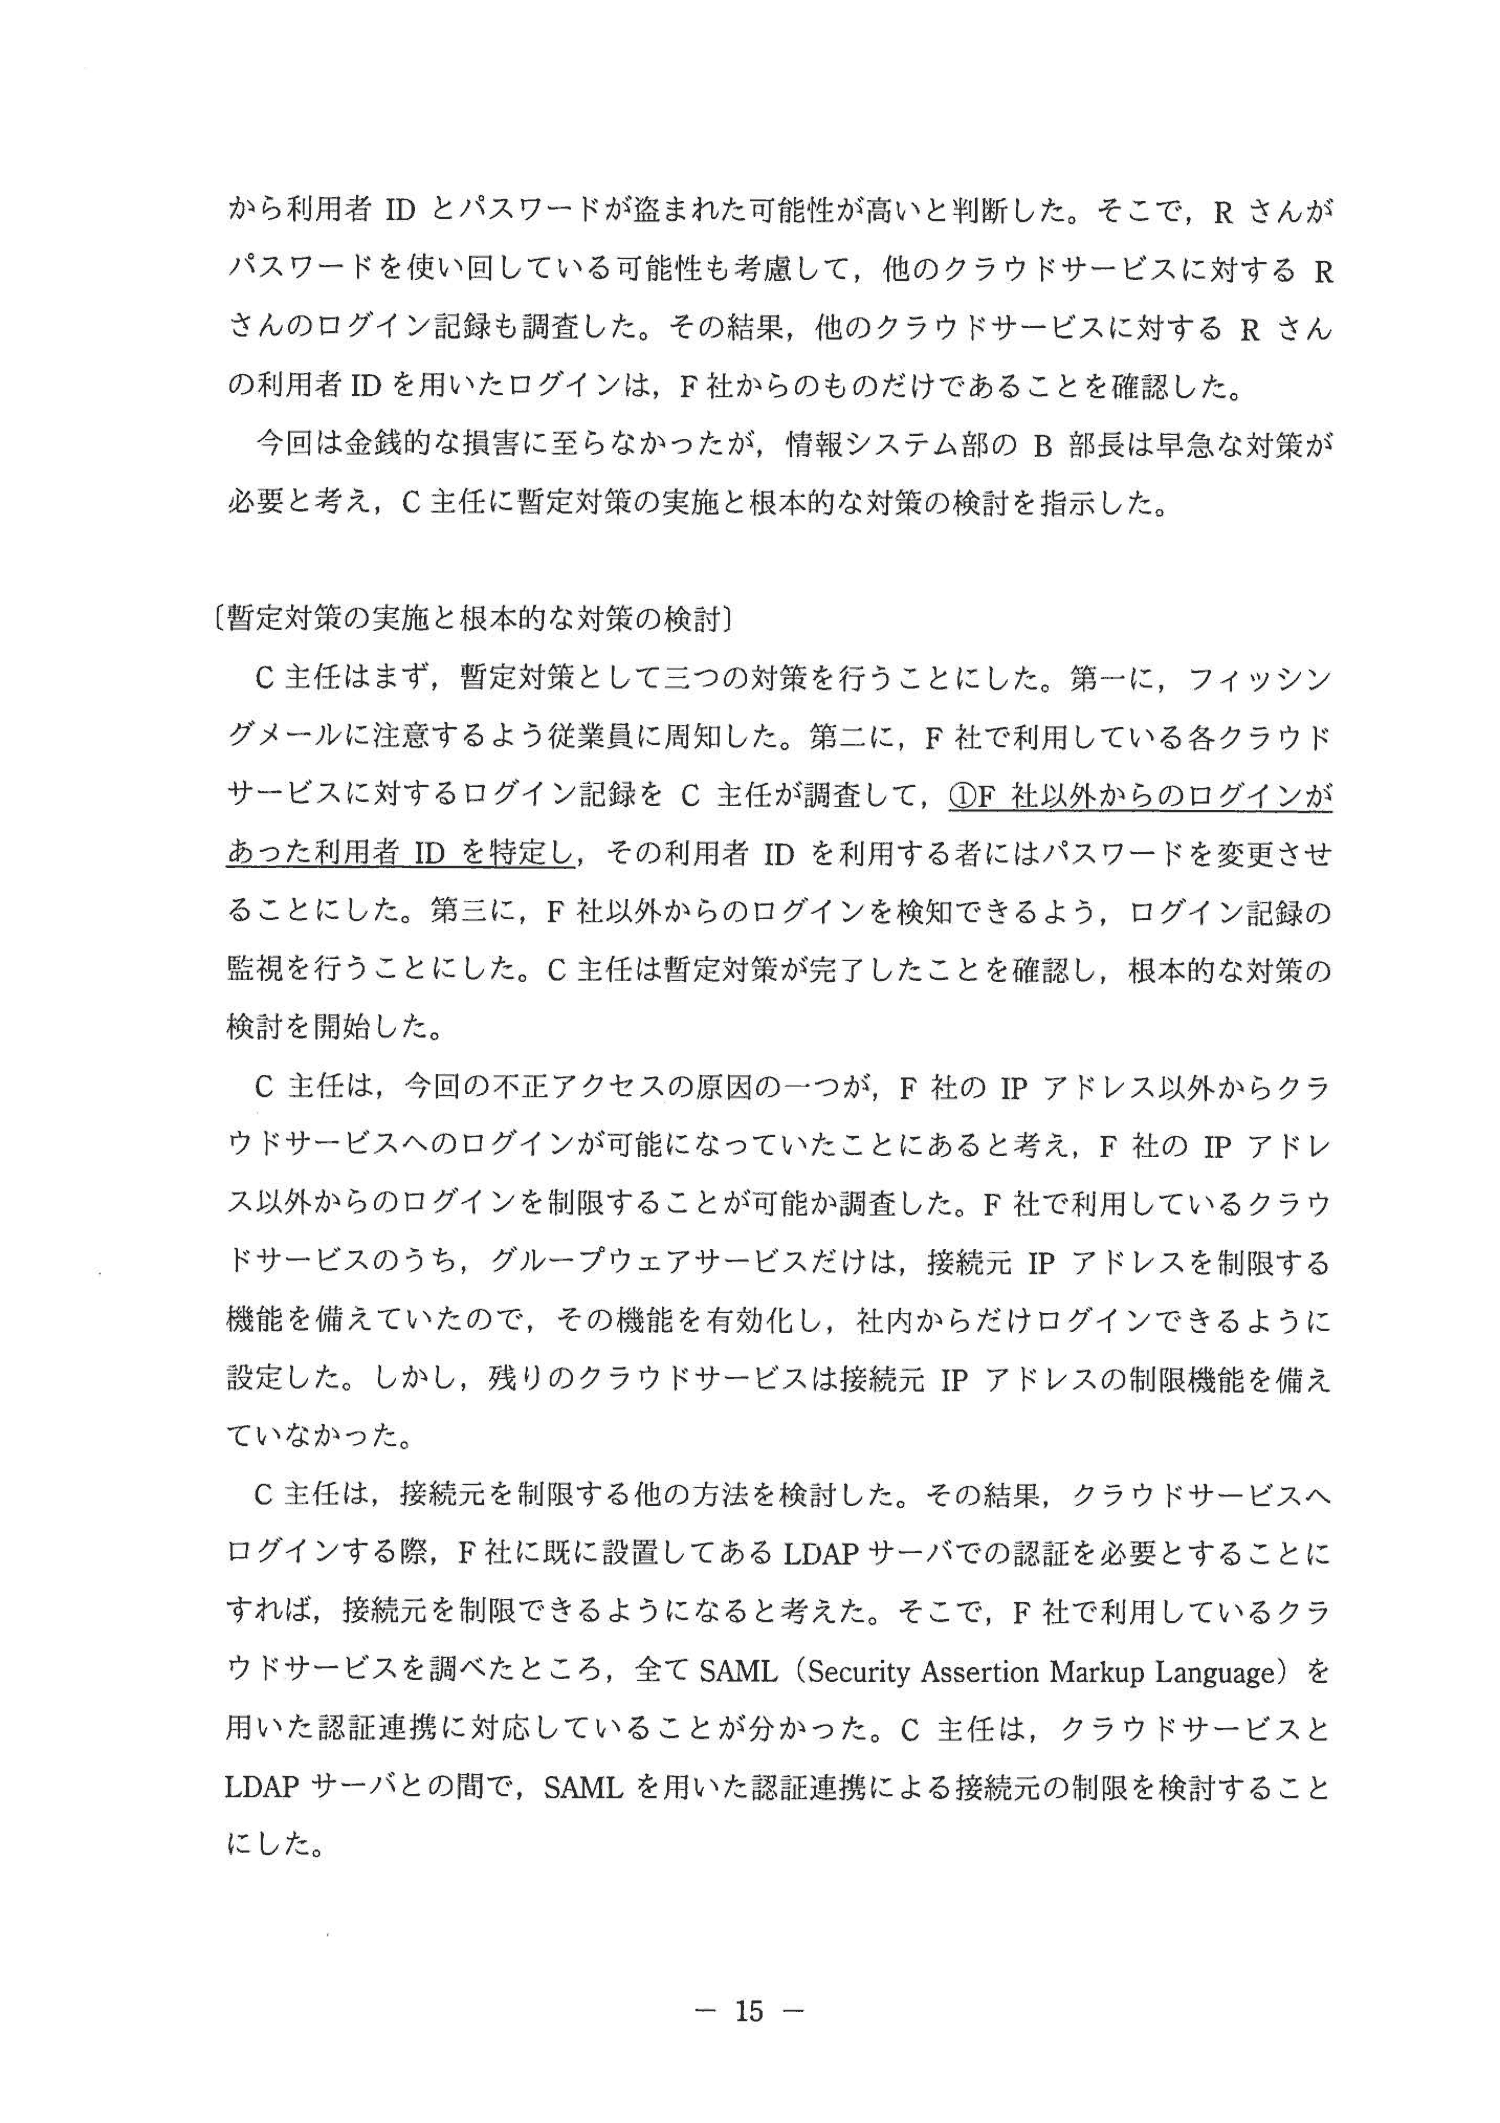 から利用者 ID とパスワードが盗まれた可能性が高いと判断した。そこで，R さんが
パスワードを使い回している可能性も考慮して，他のクラウドサービスに対する R
さんのログイン記録も調査した。その結果，他のクラウドサービスに対する R さん
の利用者 ID を用いたログインは，F 社からのものだけであることを確認した。
今回は金銭的な損害に至らなかったが，情報システム部の B 部長は早急な対策が
必要と考え，C 主任に暫定対策の実施と根本的な対策の検討を指示した。
〔暫定対策の実施と根本的な対策の検討〕
C 主任はまず，暫定対策として三つの対策を行うことにした。第一に，フィッシン
グメールに注意するよう従業員に周知した。第二に，F 社で利用している各クラウド
サービスに対するログイン記録を C 主任が調査して，①F 社以外からのログインが
あった利用者 ID を特定し，その利用者 ID を利用する者にはパスワードを変更させ
ることにした。第三に，F 社以外からのログインを検知できるよう，ログイン記録の
監視を行うことにした。C 主任は暫定対策が完了したことを確認し，根本的な対策の
検討を開始した。
C 主任は，今回の不正アクセスの原因の一つが，F 社の IP アドレス以外からクラ
ウドサービスへのログインが可能になっていたことにあると考え，F 社の IP アドレ
ス以外からのログインを制限することが可能か調査した。F 社で利用しているクラウ
ドサービスのうち，グループウェアサービスだけは，接続元 IP アドレスを制限する
機能を備えていたので，その機能を有効化し，社内からだけログインできるように
設定した。しかし，残りのクラウドサービスは接続元 IP アドレスの制限機能を備え
ていなかった。
C 主任は，接続元を制限する他の方法を検討した。その結果，クラウドサービスへ
ログインする際，F 社に既に設置してある LDAP サーバでの認証を必要とすることに
すれば，接続元を制限できるようになると考えた。そこで，F 社で利用しているクラ
ウドサービスを調べたところ，全て SAML（Security Assertion Markup Language）を
用いた認証連携に対応していることが分かった。C 主任は，クラウドサービスと
LDAP サーバとの間で，SAML を用いた認証連携による接続元の制限を検討すること
にした。
－ 15 －